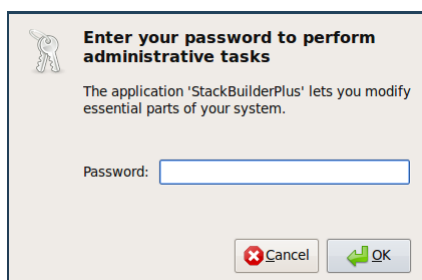 Enter your password to perform
administrative tasks
The application 'StackBuilderPlus' lets you modify
essential parts of your system.
Password:
Cancel
OK